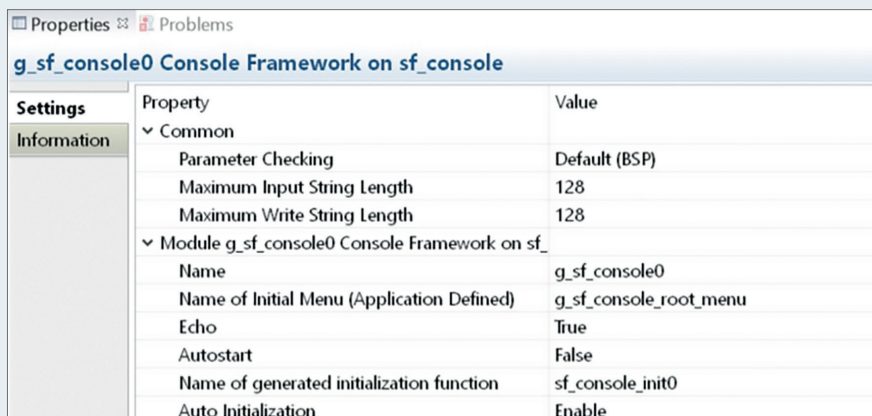 Properties Problems
g_sf_console0 Console Framework on sf_console
Settings
Information
Property Value
Common
Parameter Checking Default (BSP)
Maximum Input String Length 128
Maximum Write String Length 128
Module g_sf_console0 Console Framework on sf_
Name g_sf_console0
Name of Initial Menu (Application Defined) g_sf_console_root_menu
Echo True
Autostart False
Name of generated initialization function sf_console_init0
Auto Initialization Enable